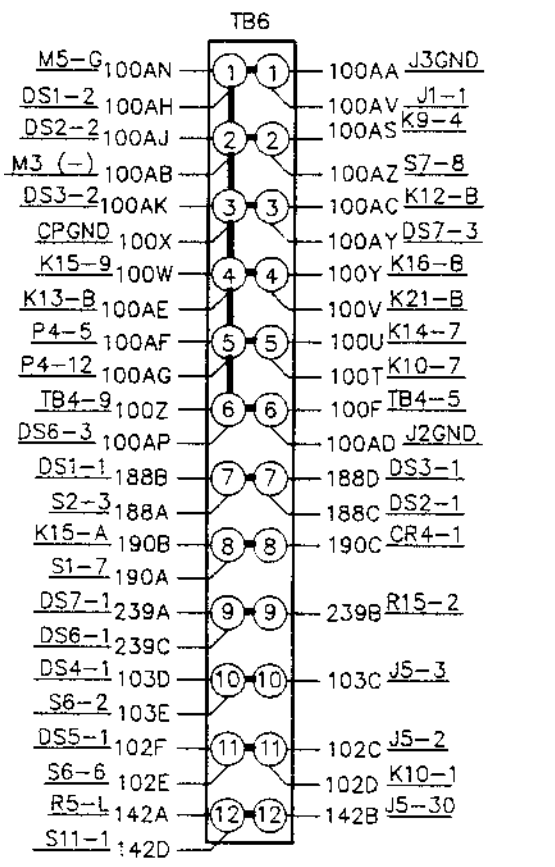 TB6
M5-G 100AN 1 1 100AA J3GND
DS1-2 100AH 100AV J1-1
DS2-2 100AJ 2 2 100AS K9-4
M3 (-) 100AB 100AZ S7-8
DS3-2 100AK 3 3 100AC K12-B
CPGND 100X 100AY DS7-3
K15-9 100W 4 4 100Y K16-B
K13-B 100AE 100V K21-B
P4-5 100AF 5 5 100U K14-7
P4-12 100AG 100T K10-7
TB4-9 100Z 6 6 100F TB4-5
DS6-3 100AP 100AD J2GND
DS1-1 188B 7 7 188D DS3-1
S2-3 188A 188C DS2-1
K15-A 190B 8 8 190C CR4-1
S1-7 190A
DS7-1 239A 9 9 239B R15-2
DS6-1 239C
DS4-1 103D 10 10 103C J5-3
S6-2 103E
DS5-1 102F 11 11 102C J5-2
S6-6 102E 102D K10-1
R5-L 142A 12 12 142B J5-30
S11-1 142D